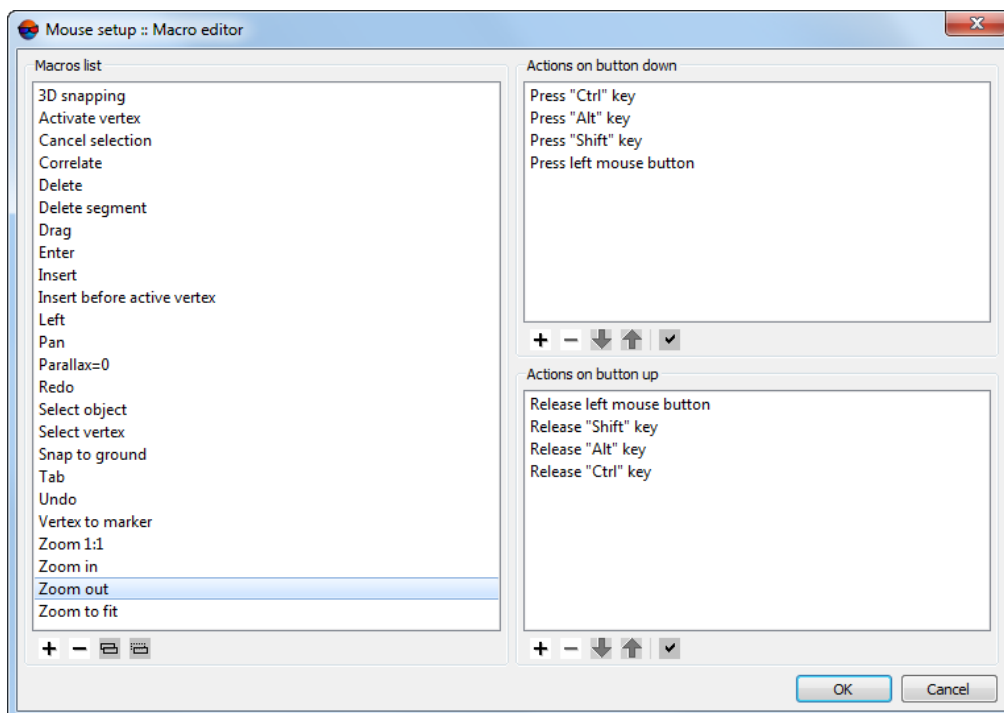 Mouse setup :: Macro editor
Macros list
3D snapping
Activate vertex
Cancel selection
Correlate
Delete
Delete segment
Drag
Enter
Insert
Insert before active vertex
Left
Pan
Parallax=0
Redo
Select object
Select vertex
Snap to ground
Tab
Undo
Vertex to marker
Zoom 1:1
Zoom in
Zoom out
Zoom to fit
Actions on button down
Press "Ctrl" key
Press "Alt" key
Press "Shift" key
Press left mouse button
Actions on button up
Release left mouse button
Release "Shift" key
Release "Alt" key
Release "Ctrl" key
OK
Cancel